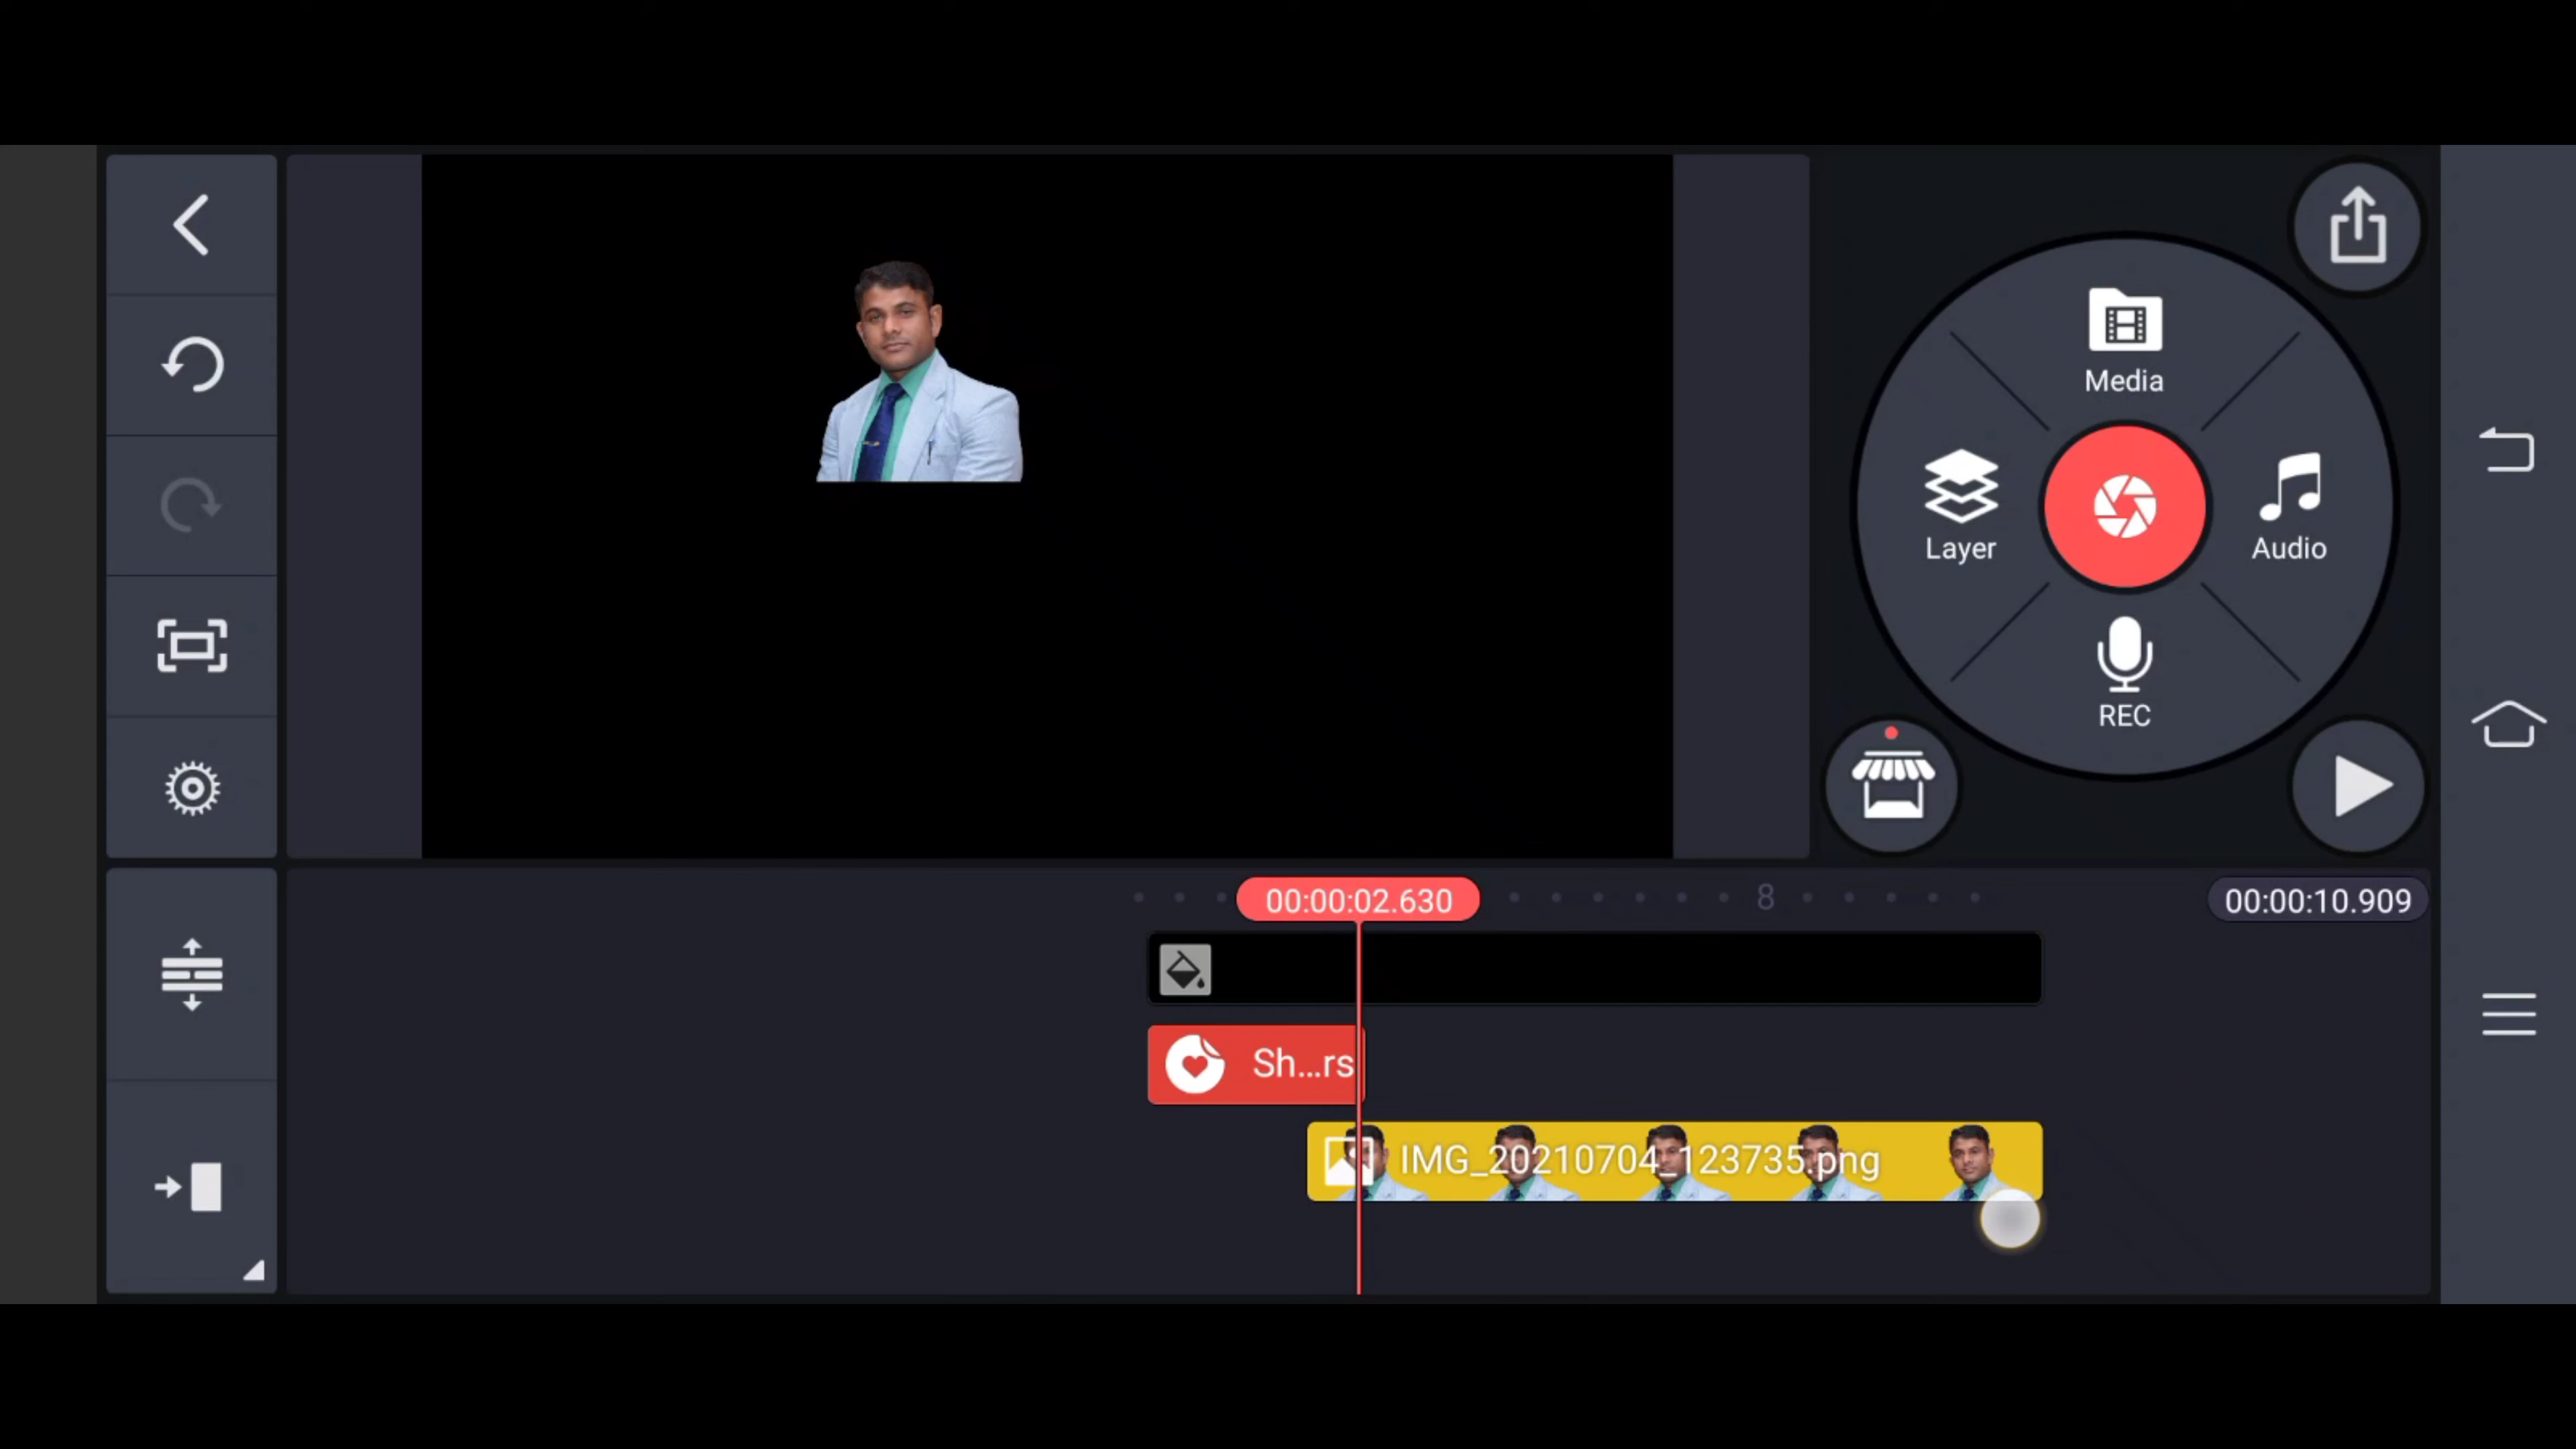 Media
Layer
Audio
REC
00:00:02.630
8
00:00:10.909
Sh...rs
IMG_20210704_123735.png